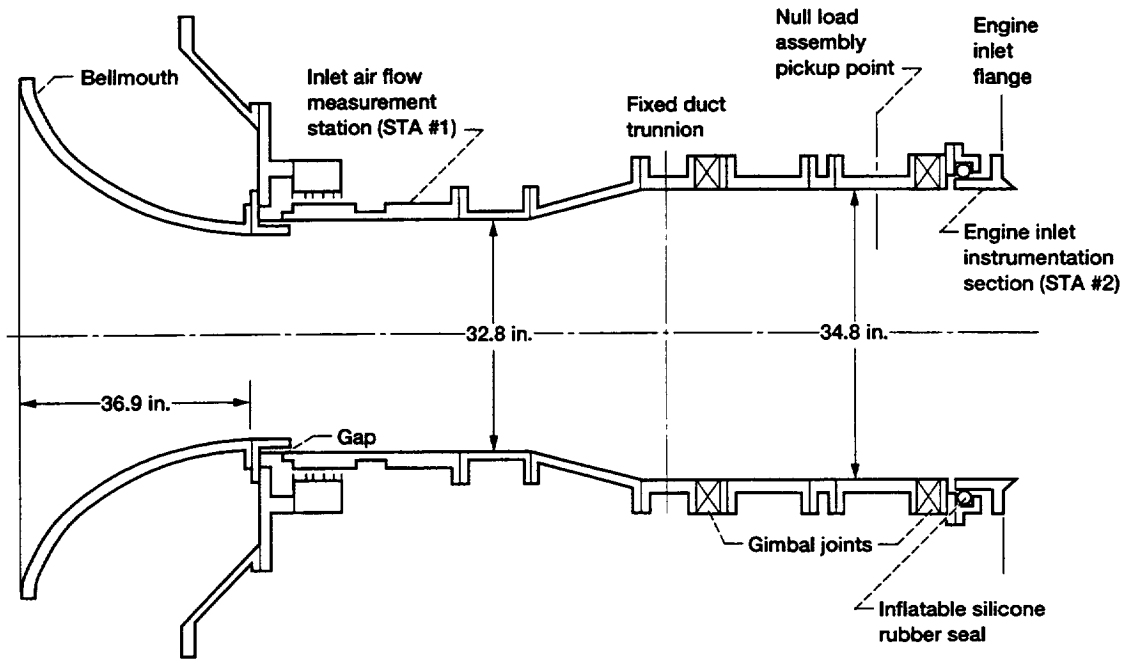 Bellmouth
Inlet air flow
measurement
station (STA #1)
Fixed duct
trunnion
Null load
assembly
pickup point
Engine
inlet
flange
Engine inlet
instrumentation
section (STA #2)
32.8 in.
34.8 in.
36.9 in.
Gap
Gimbal joints
Inflatable silicone
rubber seal